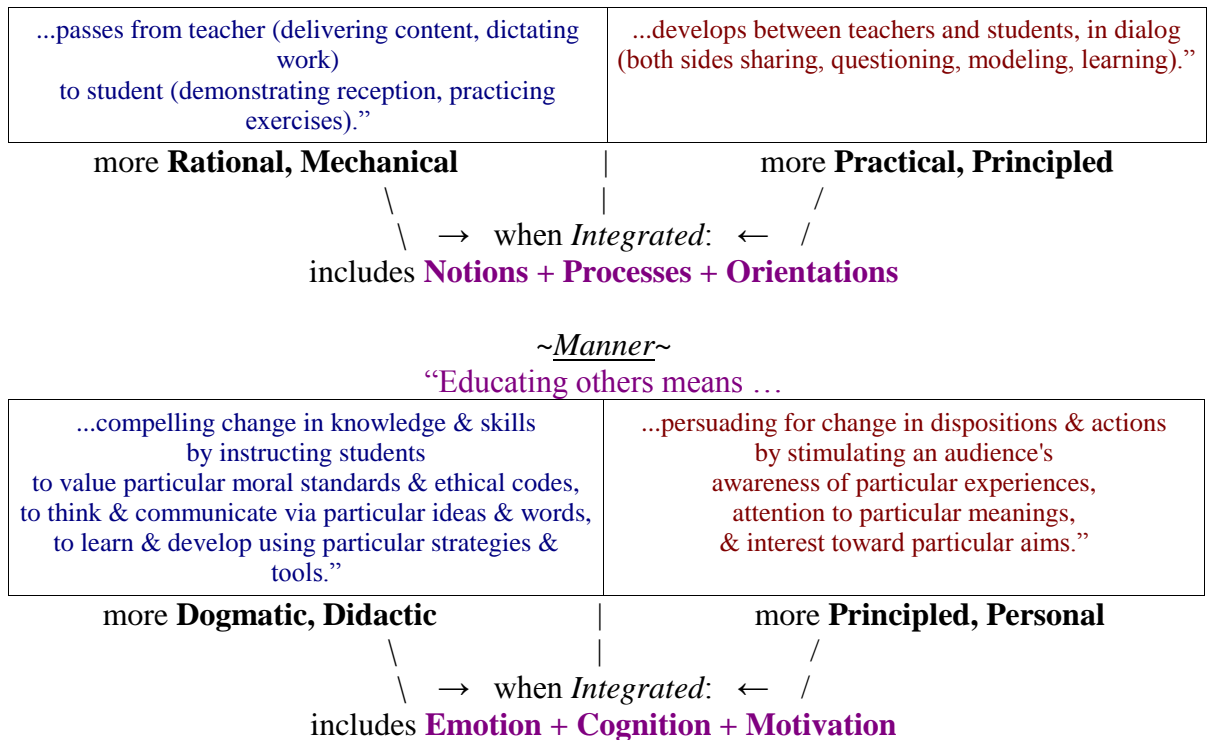 ...passes from teacher (delivering content, dictating
work)
to student (demonstrating reception, practicing
exercises).”
...develops between teachers and students, in dialog
(both sides sharing, questioning, modeling, learning).”
more Rational, Mechanical | more Practical, Principled
\ | /
\ → when Integrated: ← /
includes Notions + Processes + Orientations
~Manner~
“Educating others means …
...compelling change in knowledge & skills
by instructing students
to value particular moral standards & ethical codes,
to think & communicate via particular ideas & words,
to learn & develop using particular strategies &
tools.”
...persuading for change in dispositions & actions
by stimulating an audience's
awareness of particular experiences,
attention to particular meanings,
& interest toward particular aims.”
more Dogmatic, Didactic | more Principled, Personal
\ | /
\ → when Integrated: ← /
includes Emotion + Cognition + Motivation